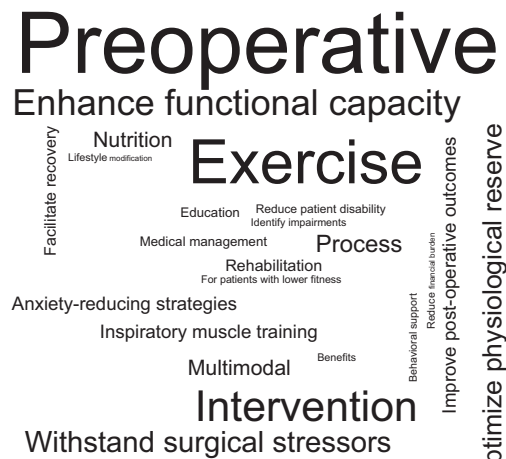 Preoperative
Enhance functional capacity
Facilitate recovery
Nutrition
Lifestyle modification
Exercise
Education
Reduce patient disability
Identify impairments
Medical management
Process
Rehabilitation
For patients with lower fitness
Anxiety-reducing strategies
Inspiratory muscle training
Multimodal
Benefits
Behavioral support
Reduce financial burden
Improve post-operative outcomes
physiological reserve
Intervention
Withstand surgical stressors